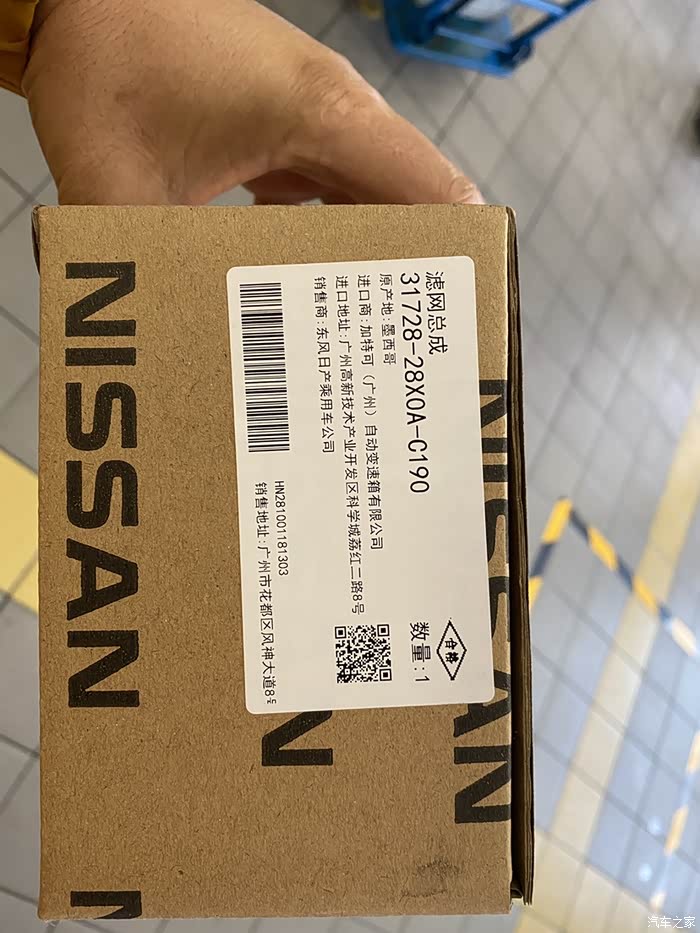 滤网总成
31728-28X0A-C190
原产地:墨西哥
进口商:加特可（广州）自动变速箱有限公司
进口地址:广州高新技术产业开发区科学城荔红二路8号
销售商:东风日产乘用车公司
HN2810011181303
销售地址:广州市花都区风神大道8号
合格
数量:1
NISSAN
NISSAN
N
N
汽车之家